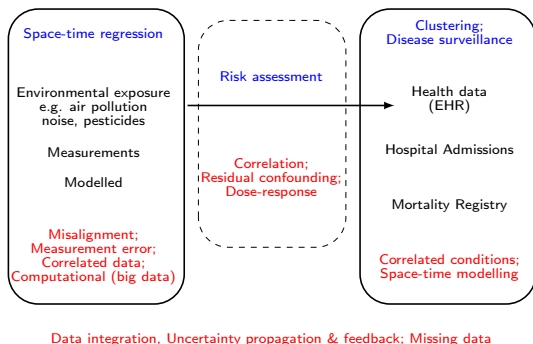 Space-time regression
Environmental exposure
e.g. air pollution
noise, pesticides
Measurements
Modelled
Misalignment;
Measurement error;
Correlated data;
Computational (big data)
Risk assessment
Correlation;
Residual confounding;
Dose-response
Clustering;
Disease surveillance
Health data
(EHR)
Hospital Admissions
Mortality Registry
Correlated conditions;
Space-time modelling
Data integration, Uncertainty propagation & feedback; Missing data